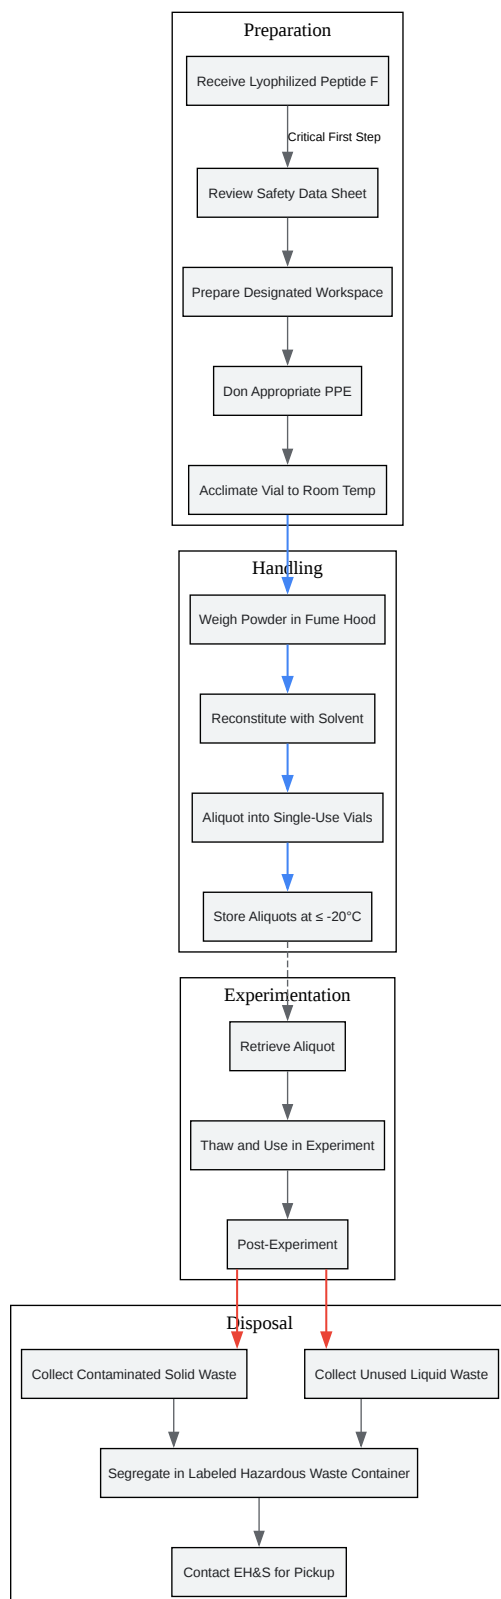 Preparation
Receive Lyophilized Peptide F
Critical First Step
Review Safety Data Sheet
Prepare Designated Workspace
Don Appropriate PPE
Acclimate Vial to Room Temp
Handling
Weigh Powder in Fume Hood
Reconstitute with Solvent
Aliquot into Single-Use Vials
Store Aliquots at ≤ -20°C
Experimentation
Retrieve Aliquot
Thaw and Use in Experiment
Post-Experiment
Disposal
Collect Contaminated Solid Waste
Collect Unused Liquid Waste
Segregate in Labeled Hazardous Waste Container
Contact EH&S for Pickup